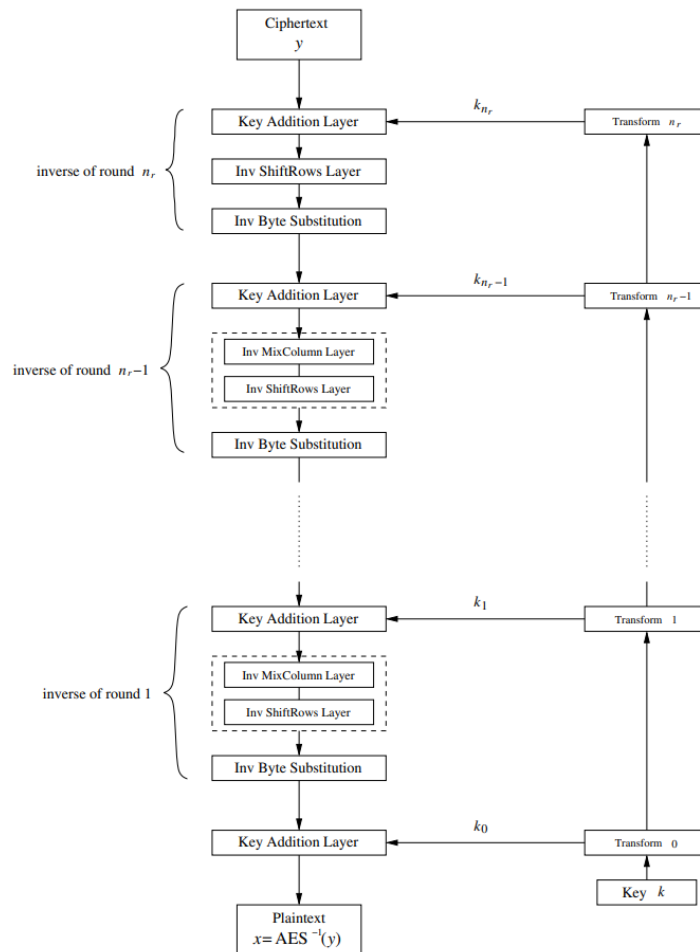 Ciphertext
y
k_{n_r}
Key Addition Layer
Transform n_r
inverse of round n_r
Inv ShiftRows Layer
Inv Byte Substitution
k_{n_r−1}
Key Addition Layer
Transform n_r−1
Inv MixColumn Layer
inverse of round n_r−1
Inv ShiftRows Layer
Inv Byte Substitution
k_1
Key Addition Layer
Transform 1
Inv MixColumn Layer
inverse of round 1
Inv ShiftRows Layer
Inv Byte Substitution
k_0
Key Addition Layer
Transform 0
Key k
Plaintext
x= AES^{−1}(y)